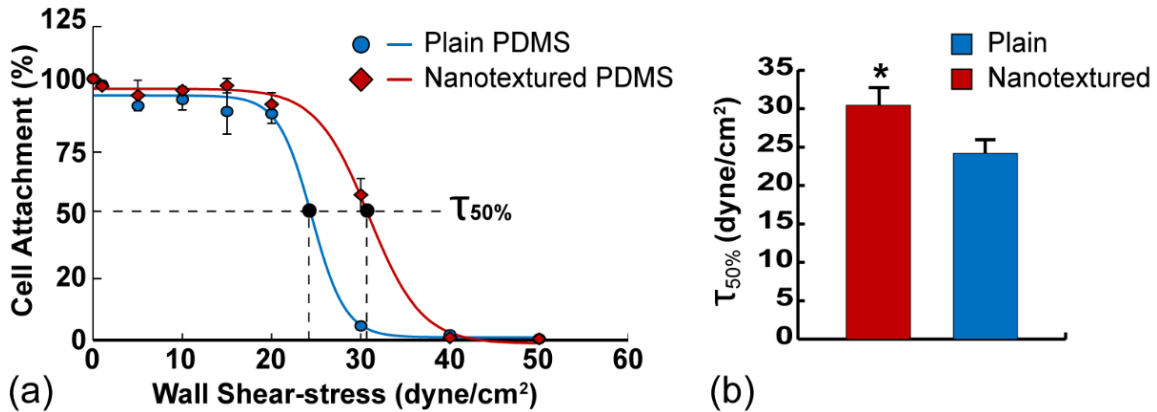 125
100
75
50
20
0
Cell Attachment (%)
Plain PDMS
Nanotextured PDMS
τ50%
0 10 20 30 40 50 60
Wall Shear-stress (dyne/cm²)
(a)
Plain
Nanotextured
35
30
25
20
15
10
5
0
τ50% (dyne/cm²)
*
(b)